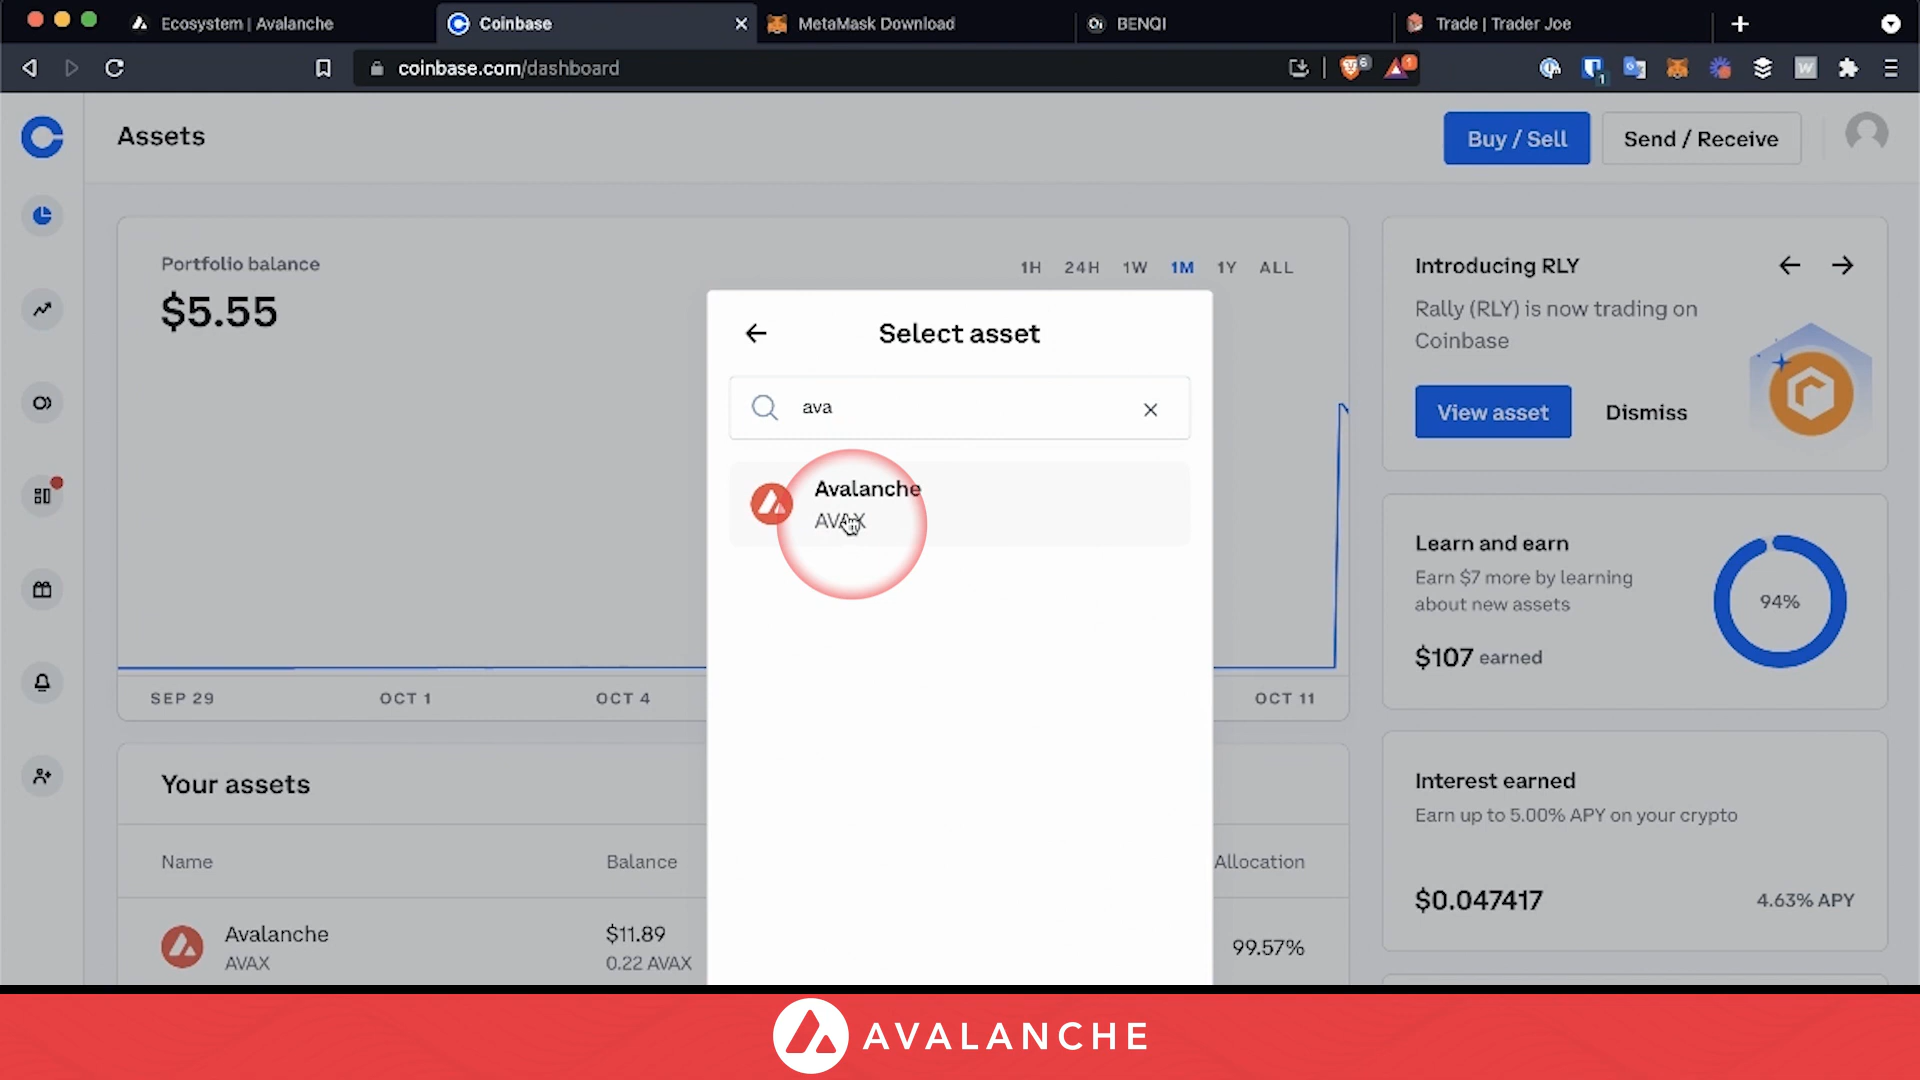 Ecosystem | Avalanche
Coinbase
MetaMask Download
BENQI
Trade | Trader Joe
coinbase.com/dashboard
6
1
1
W
Assets
Buy / Sell
Send / Receive
Portfolio balance
$5.55
1H 24H 1W 1M 1Y ALL
Introducing RLY
Rally (RLY) is now trading on
Coinbase
View asset
Dismiss
Select asset
ava
Avalanche
AVAX
Learn and earn
Earn $7 more by learning
about new assets
$107 earned
94%
SEP 29 OCT 1 OCT 4 OCT 11
Your assets
Name Balance Allocation
Avalanche
AVAX
$11.89
0.22 AVAX
99.57%
Interest earned
Earn up to 5.00% APY on your crypto
$0.047417
4.63% APY
AVALANCHE